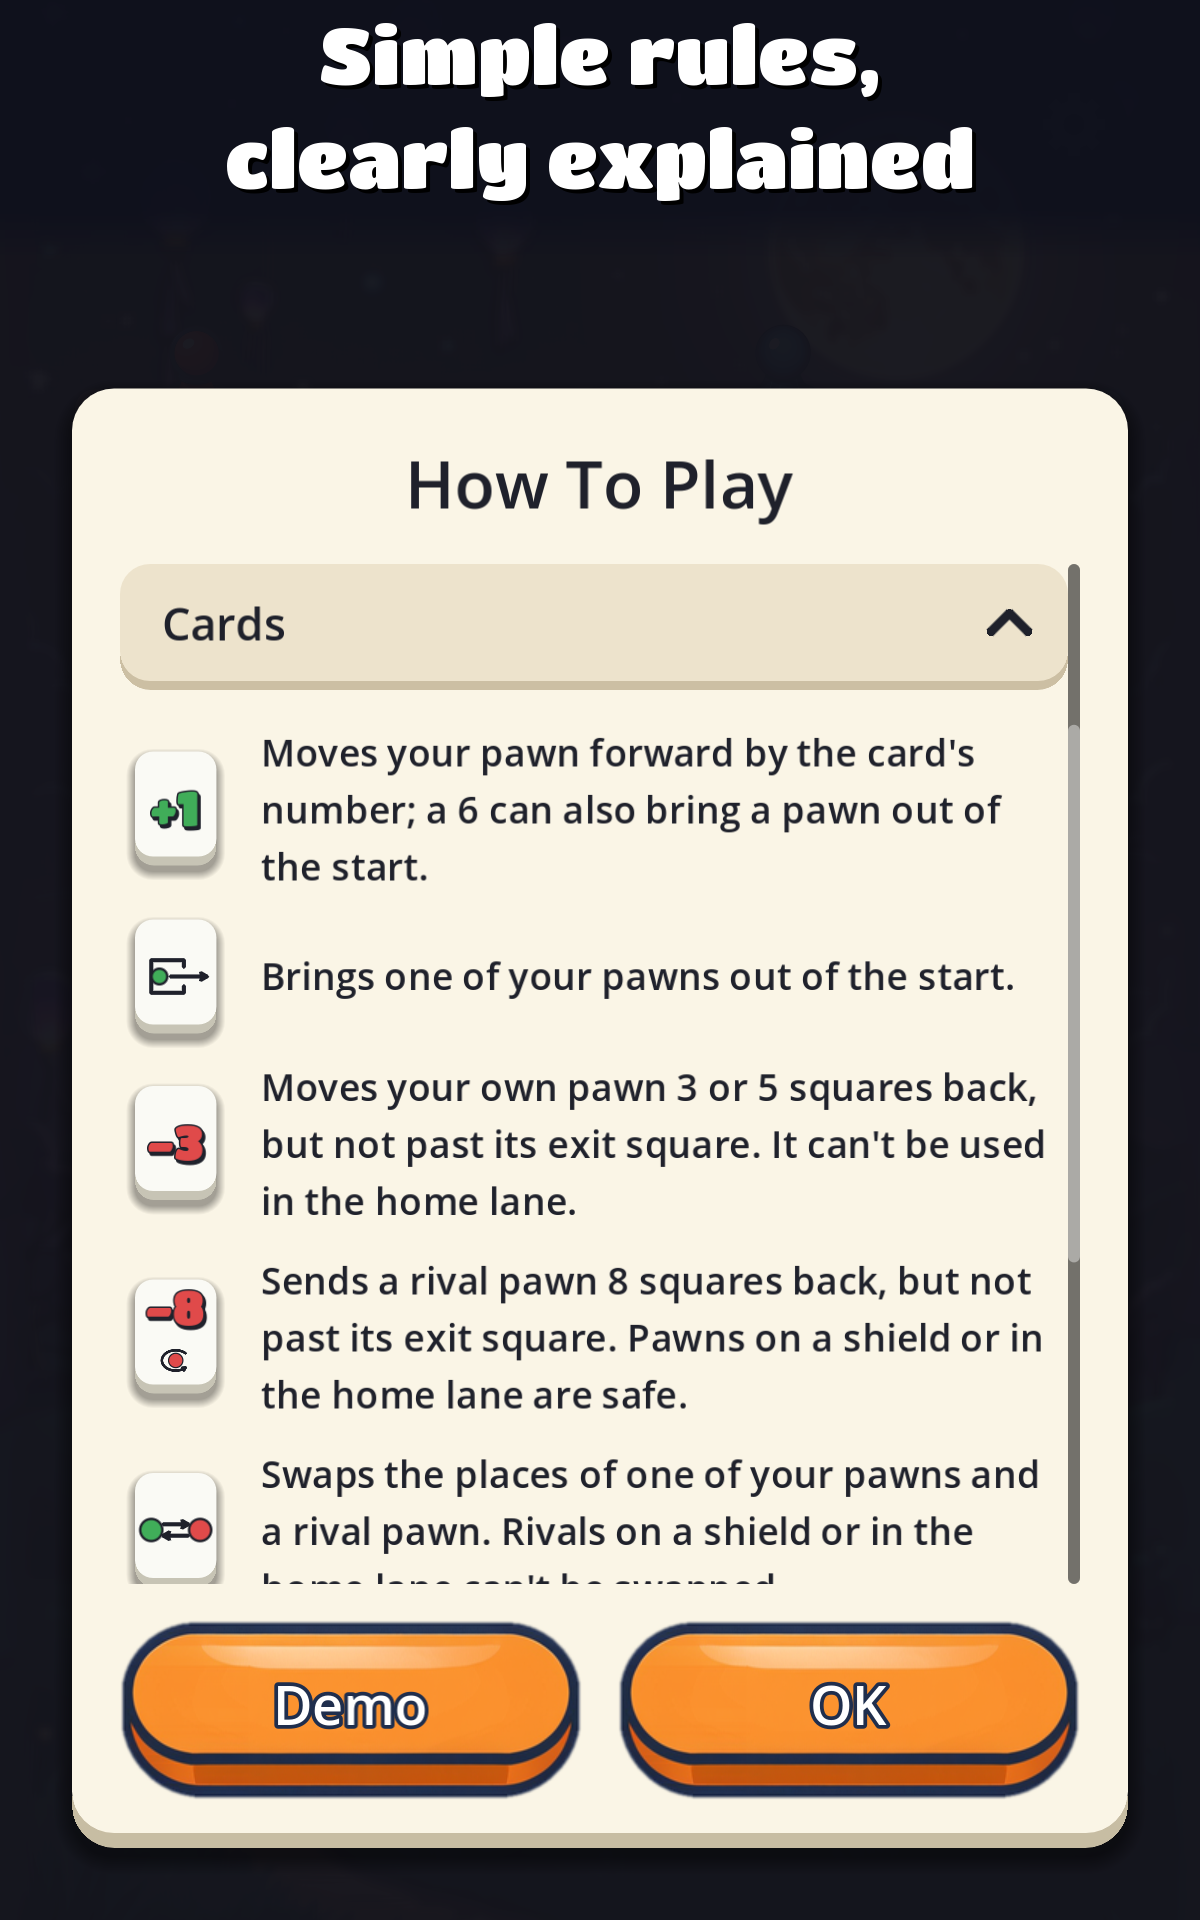 Simple rules,
clearly explained
How To Play
Cards
+1
Moves your pawn forward by the card's
number; a 6 can also bring a pawn out of
the start.
Brings one of your pawns out of the start.
-3
Moves your own pawn 3 or 5 squares back,
but not past its exit square. It can't be used
in the home lane.
-8
Sends a rival pawn 8 squares back, but not
past its exit square. Pawns on a shield or in
the home lane are safe.
Swaps the places of one of your pawns and
a rival pawn. Rivals on a shield or in the
home lane can't be swapped
Demo
OK